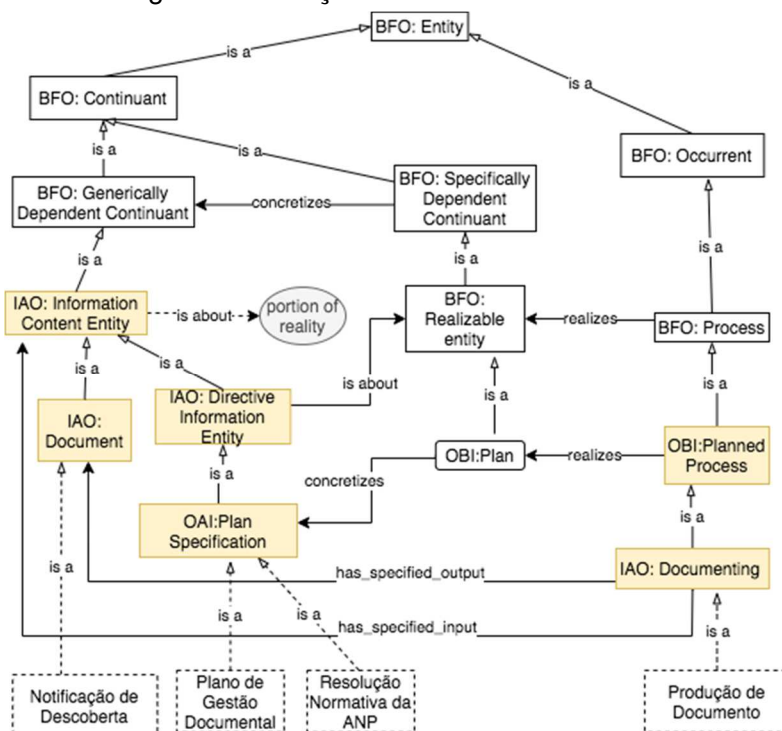 BFO: Entity
is a
is a
BFO: Continuant
is a
is a
BFO: Occurrent
BFO: Generically
Dependent Continuant
concretizes
BFO: Specifically
Dependent
Continuant
is a
is a
is a
IAO: Information
Content Entity
is about
portion of
reality
BFO:
Realizable
entity
realizes
BFO: Process
is a
is a
is about
is a
is a
IAO:
Document
IAO: Directive
Information
Entity
OBI:Plan
realizes
OBI:Planned
Process
is a
concretizes
is a
OAI:Plan
Specification
is a
has_specified_output
IAO: Documenting
is a
is a
has_specified_input
is a
Notificação de
Descoberta
Plano de
Gestão
Documental
Resolução
Normativa da
ANP
Produção de
Documento